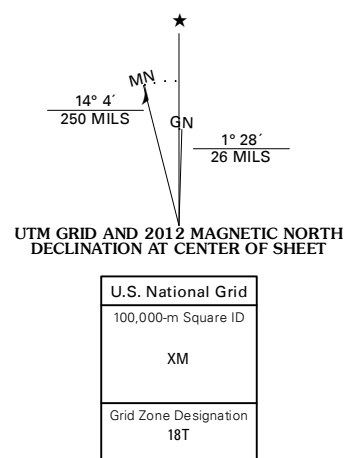 ★
MN
14° 4´
250 MILS
GN
1° 28´
26 MILS
UTM GRID AND 2012 MAGNETIC NORTH
DECLINATION AT CENTER OF SHEET
U.S. National Grid
100,000-m Square ID
XM
Grid Zone Designation
18T